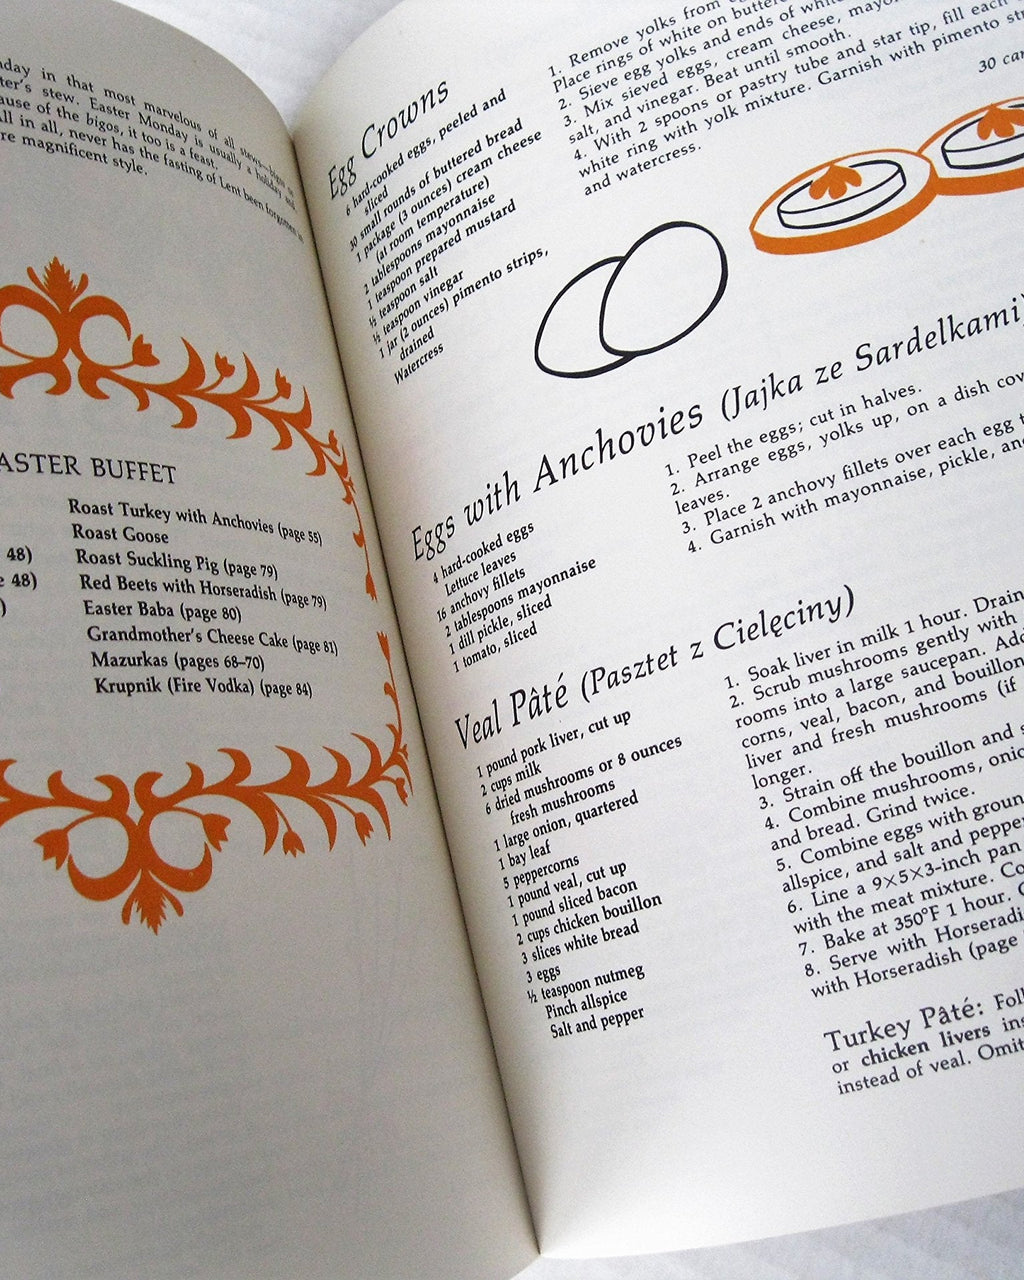 day in that most marvelous of all stews—bigos or
ter's stew. Easter Monday is usually a holiday and
ause of the bigos, it too is a feast.
All in all, never has the fasting of Lent been forgotten in
re magnificent style.
ASTER BUFFET
Roast Turkey with Anchovies (page 55)
Roast Goose
48) Roast Suckling Pig (page 79)
e 48) Red Beets with Horseradish (page 79)
) Easter Baba (page 80)
Grandmother's Cheese Cake (page 81)
Mazurkas (pages 68–70)
Krupnik (Fire Vodka) (page 84)
Egg Crowns
6 hard-cooked eggs, peeled and
sliced
30 small rounds of buttered bread
1 package (3 ounces) cream cheese
(at room temperature)
2 tablespoons mayonnaise
1 teaspoon prepared mustard
½ teaspoon salt
½ teaspoon vinegar
1 jar (2 ounces) pimento strips,
drained
Watercress
1. Remove yolks from
Place rings of white on butte
2. Sieve egg yolks and ends of whi
3. Mix sieved eggs, cream cheese, mayo
salt, and vinegar. Beat until smooth.
4. With 2 spoons or pastry tube and star tip, fill each
white ring with yolk mixture. Garnish with pimento st
and watercress.
30 can
Eggs with Anchovies (Jajka ze Sardelkami)
4 hard-cooked eggs
Lettuce leaves
16 anchovy fillets
2 tablespoons mayonnaise
1 dill pickle, sliced
1 tomato, sliced
1. Peel the eggs; cut in halves.
2. Arrange eggs, yolks up, on a dish cov
leaves.
3. Place 2 anchovy fillets over each egg
4. Garnish with mayonnaise, pickle, and
Veal Pâté (Pasztet z Cielęciny)
1 pound pork liver, cut up
2 cups milk
6 dried mushrooms or 8 ounces
fresh mushrooms
1 large onion, quartered
1 bay leaf
5 peppercorns
1 pound veal, cut up
1 pound sliced bacon
2 cups chicken bouillon
3 slices white bread
3 eggs
½ teaspoon nutmeg
Pinch allspice
Salt and pepper
1. Soak liver in milk 1 hour. Drain
2. Scrub mushrooms gently with
rooms into a large saucepan. Add
corns, veal, bacon, and bouillon
liver and fresh mushrooms (if
longer.
3. Strain off the bouillon and s
4. Combine mushrooms, onio
and bread. Grind twice.
5. Combine eggs with groun
allspice, and salt and pepper
6. Line a 9×5×3-inch pan
with the meat mixture. Co
7. Bake at 350°F 1 hour. C
8. Serve with Horseradi
with Horseradish (page
Turkey Pâté: Foll
or chicken livers ins
instead of veal. Omit